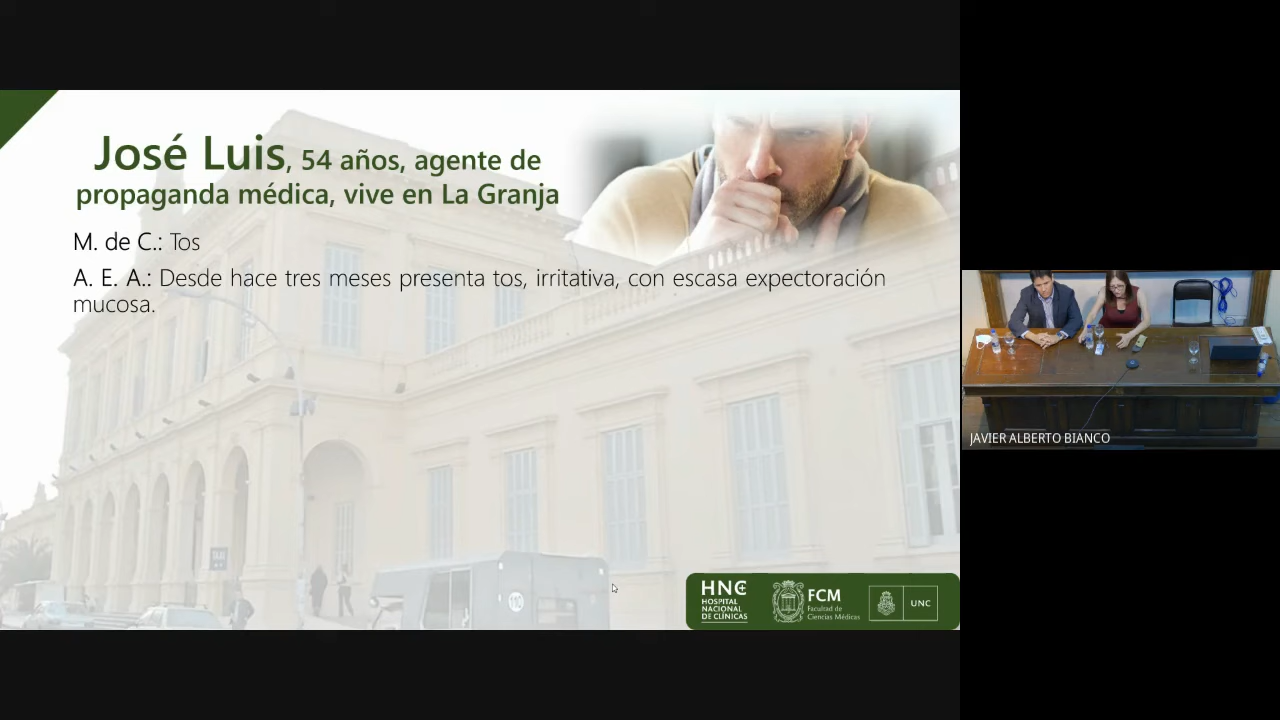 José Luis, 54 años, agente de
propaganda médica, vive en La Granja
M. de C.: Tos
A. E. A.: Desde hace tres meses presenta tos, irritativa, con escasa expectoración
mucosa.
TAXI
HNC
HOSPITAL
NACIONAL
DE CLÍNICAS
FCM
Facultad de
Ciencias Médicas
UNC
JAVIER ALBERTO BIANCO